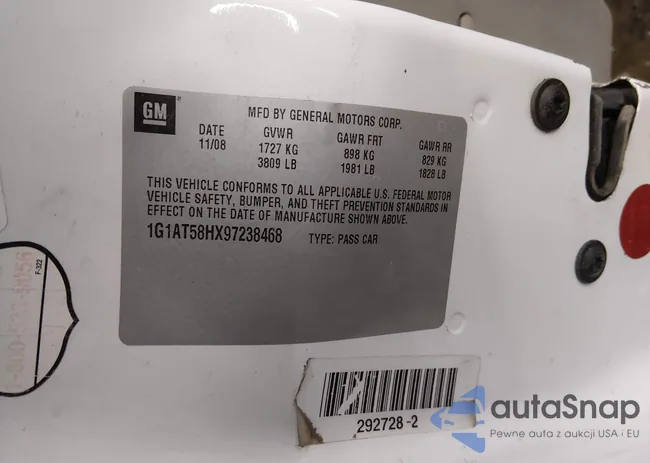 GM
MFD BY GENERAL MOTORS CORP.
DATE GVWR GAWR FRT GAWR RR
11/08 1727 KG 898 KG 829 KG
3809 LB 1981 LB 1828 LB
THIS VEHICLE CONFORMS TO ALL APPLICABLE U.S. FEDERAL MOTOR
VEHICLE SAFETY, BUMPER, AND THEFT PREVENTION STANDARDS IN
EFFECT ON THE DATE OF MANUFACTURE SHOWN ABOVE.
1G1AT58HX97238468 TYPE: PASS CAR
F-322
292728-2
autaSnap
Pewne auta z aukcji USA i EU